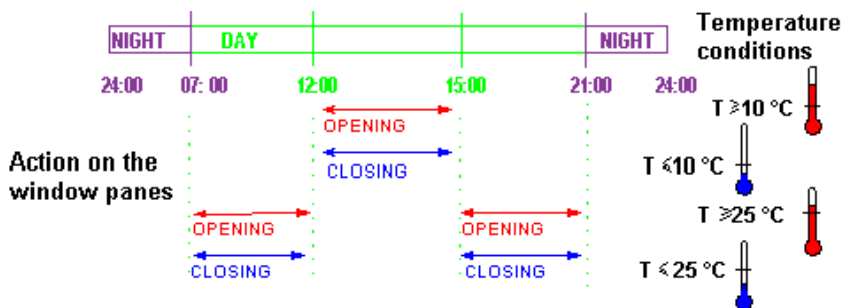 NIGHT DAY NIGHT
24:00 07: 00 12:00 15:00 21:00 24:00
Temperature
conditions
T ⩾10 °C
OPENING
T ⩽10 °C
CLOSING
Action on the
window panes
T ⩾25 °C
OPENING OPENING
T ⩽25 °C
CLOSING CLOSING